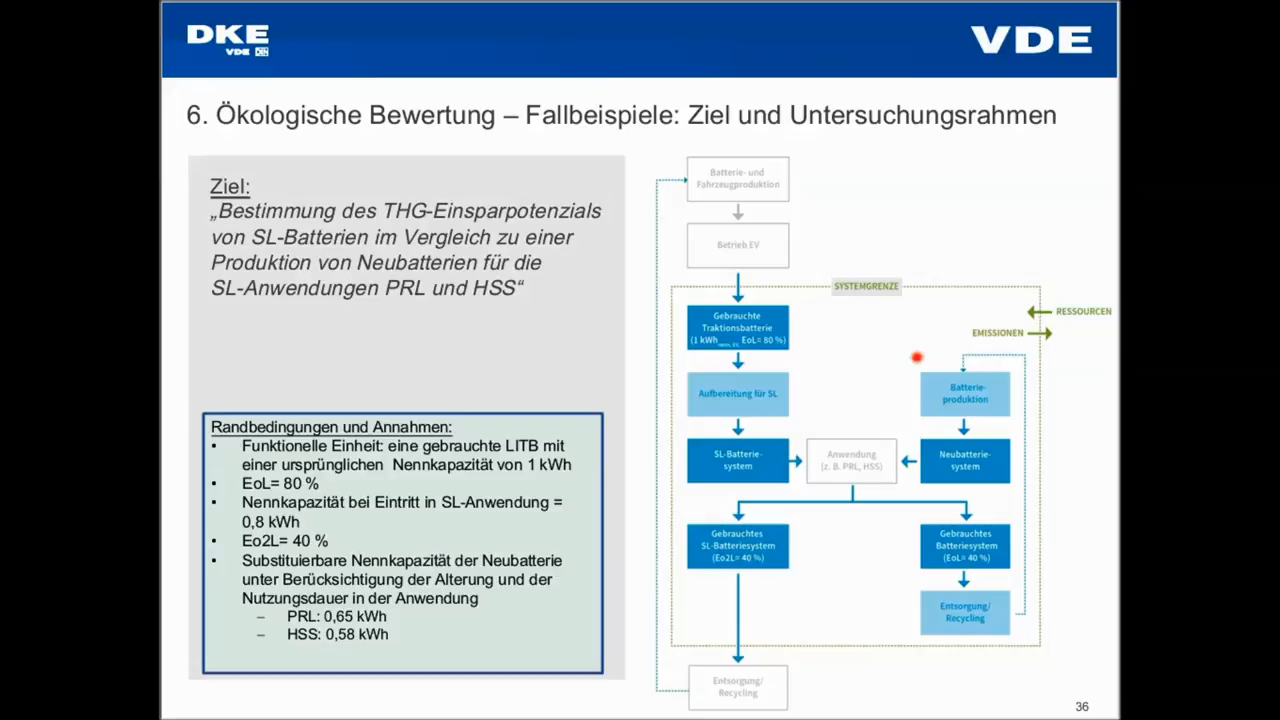 DKE
VDE DIN
VDE
6. Ökologische Bewertung – Fallbeispiele: Ziel und Untersuchungsrahmen
Ziel:
„Bestimmung des THG-Einsparpotenzials
von SL-Batterien im Vergleich zu einer
Produktion von Neubatterien für die
SL-Anwendungen PRL und HSS“
Randbedingungen und Annahmen:
• Funktionelle Einheit: eine gebrauchte LITB mit
einer ursprünglichen Nennkapazität von 1 kWh
• EoL= 80 %
• Nennkapazität bei Eintritt in SL-Anwendung =
0,8 kWh
• Eo2L= 40 %
• Substituierbare Nennkapazität der Neubatterie
unter Berücksichtigung der Alterung und der
Nutzungsdauer in der Anwendung
– PRL: 0,65 kWh
– HSS: 0,58 kWh
Batterie- und
Fahrzeugproduktion
Betrieb EV
SYSTEMGRENZE
RESSOURCEN
EMISSIONEN
Gebrauchte
Traktionsbatterie
(1 kWh EoL= 80 %)
Aufbereitung für SL
Batterie-
produktion
SL-Batterie-
system
Anwendung
(z. B. PRL, HSS)
Neubatterie-
system
Gebrauchtes
SL-Batteriesystem
(Eo2L= 40 %)
Gebrauchtes
Batteriesystem
(EoL= 40 %)
Entsorgung/
Recycling
Entsorgung/
Recycling
36